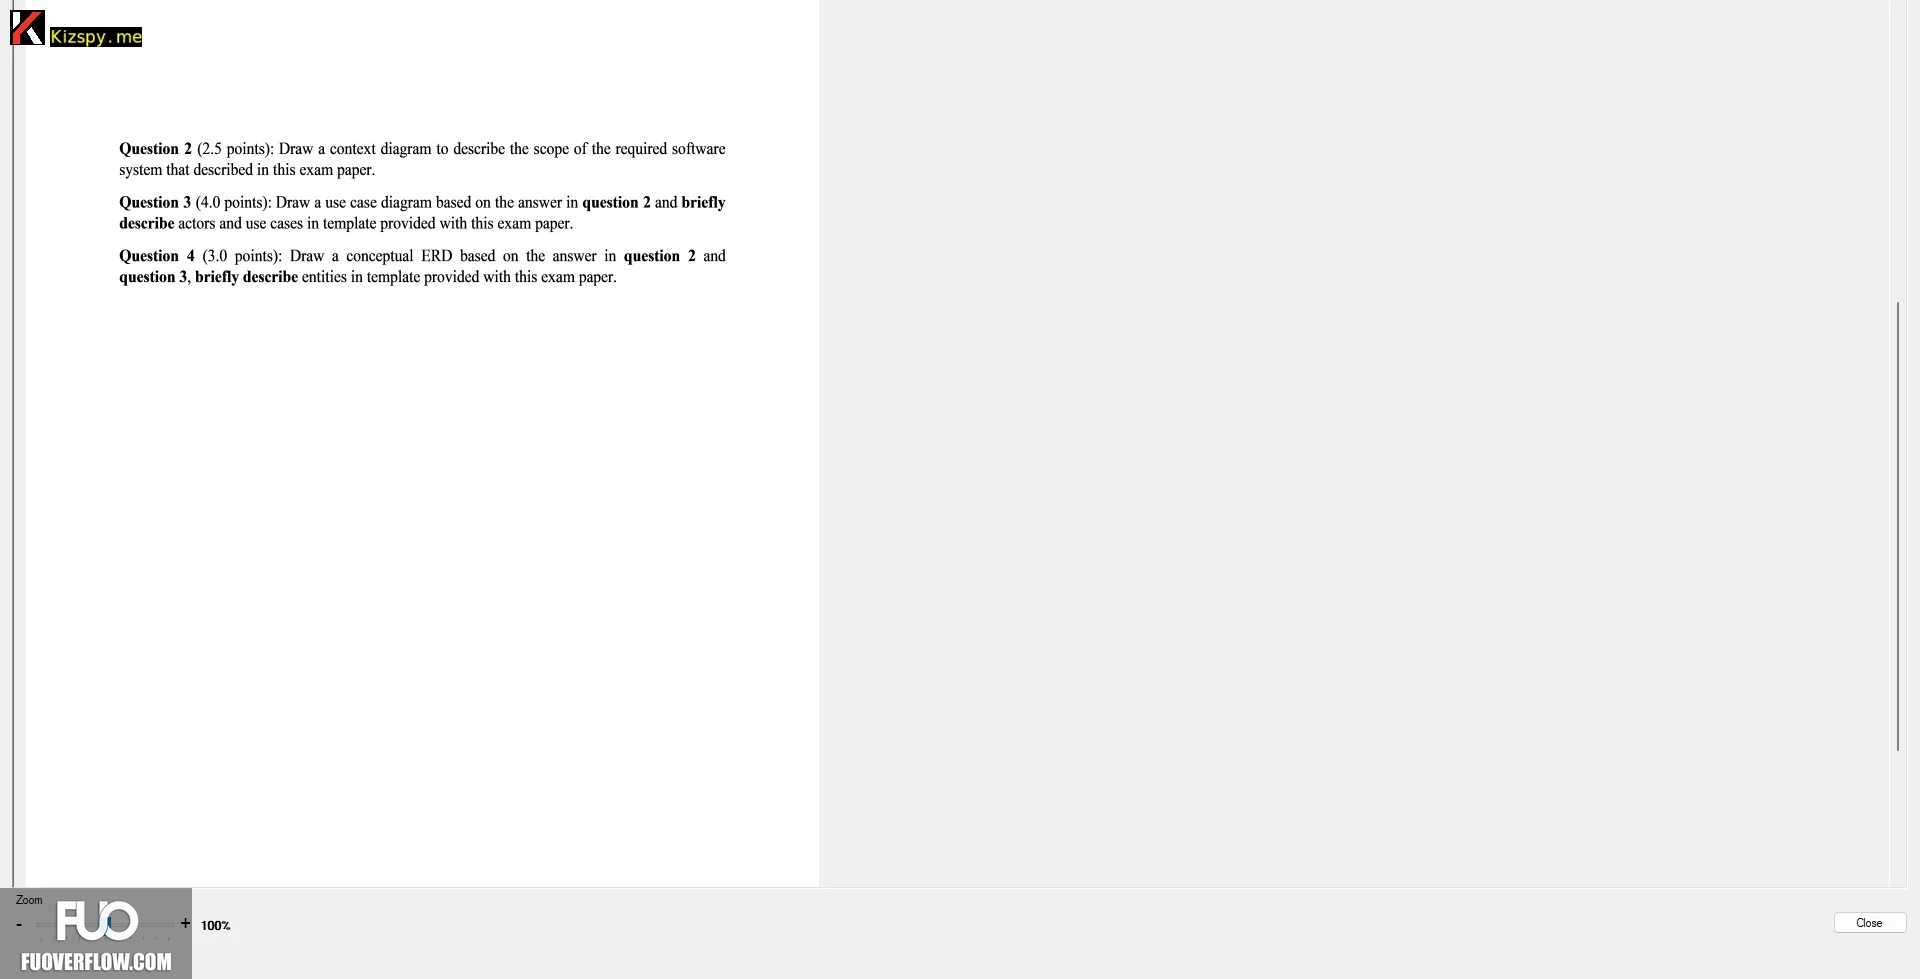 Kizspy.me
Question 2 (2.5 points): Draw a context diagram to describe the scope of the required software
system that described in this exam paper.
Question 3 (4.0 points): Draw a use case diagram based on the answer in question 2 and briefly
describe actors and use cases in template provided with this exam paper.
Question 4 (3.0 points): Draw a conceptual ERD based on the answer in question 2 and
question 3, briefly describe entities in template provided with this exam paper.
Zoom
- + 100%
Close
FUO
FUOVERFLOW.COM